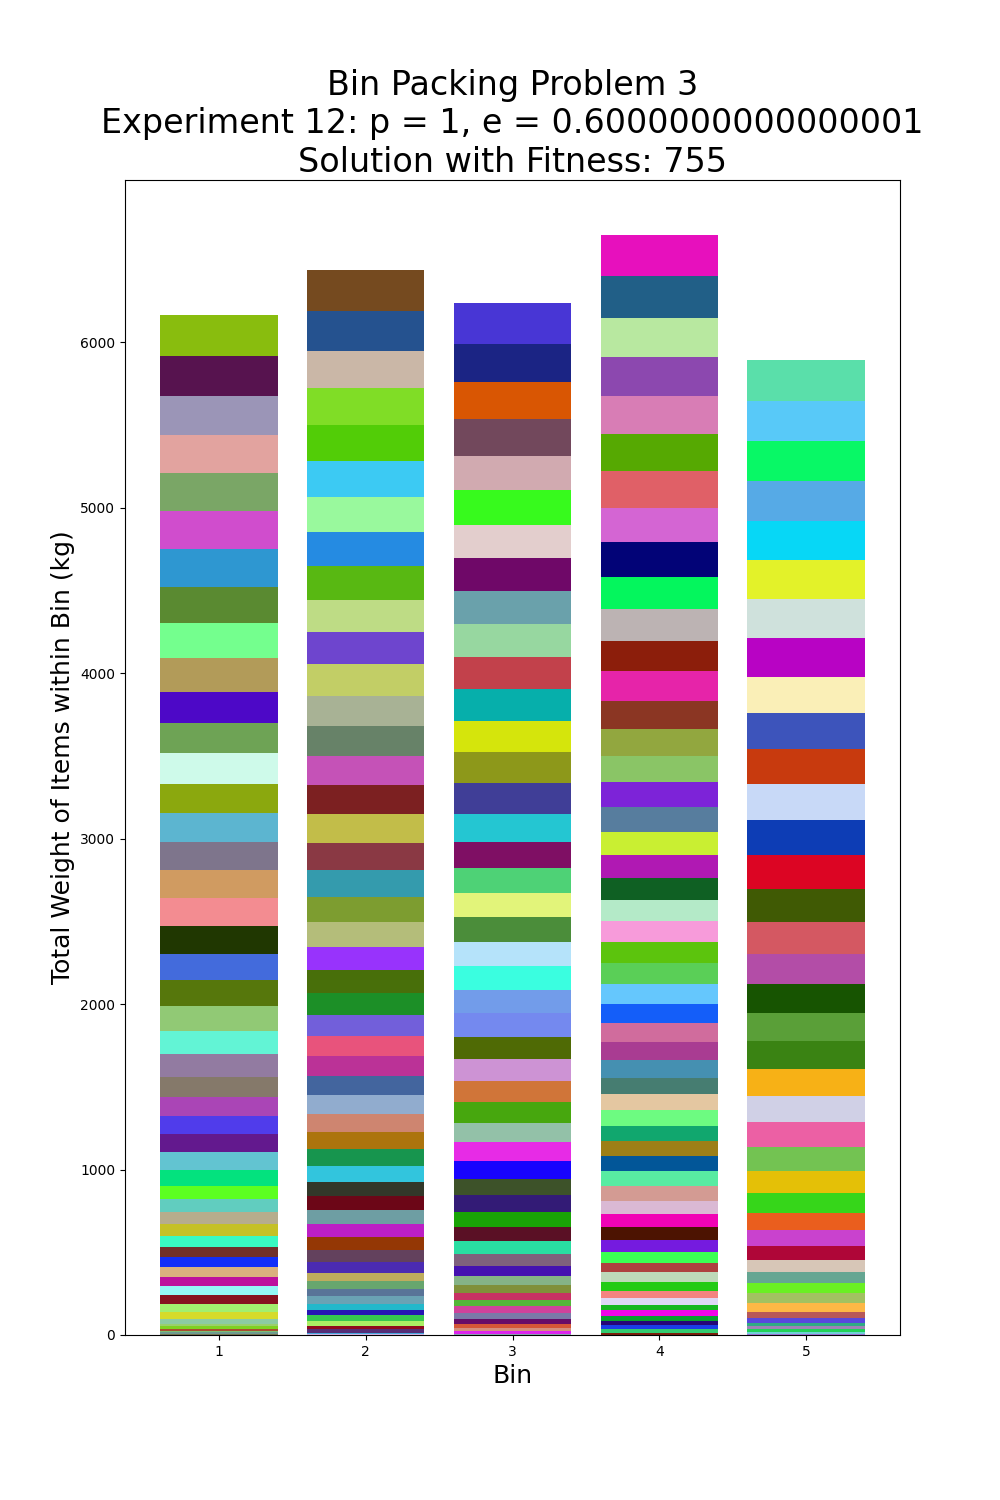 Bin Packing Problem 3
Experiment 12: p = 1, e = 0.6000000000000001
Solution with Fitness: 755
Total Weight of Items within Bin (kg)
6000
5000
4000
3000
2000
1000
0
1 2 3 4 5
Bin